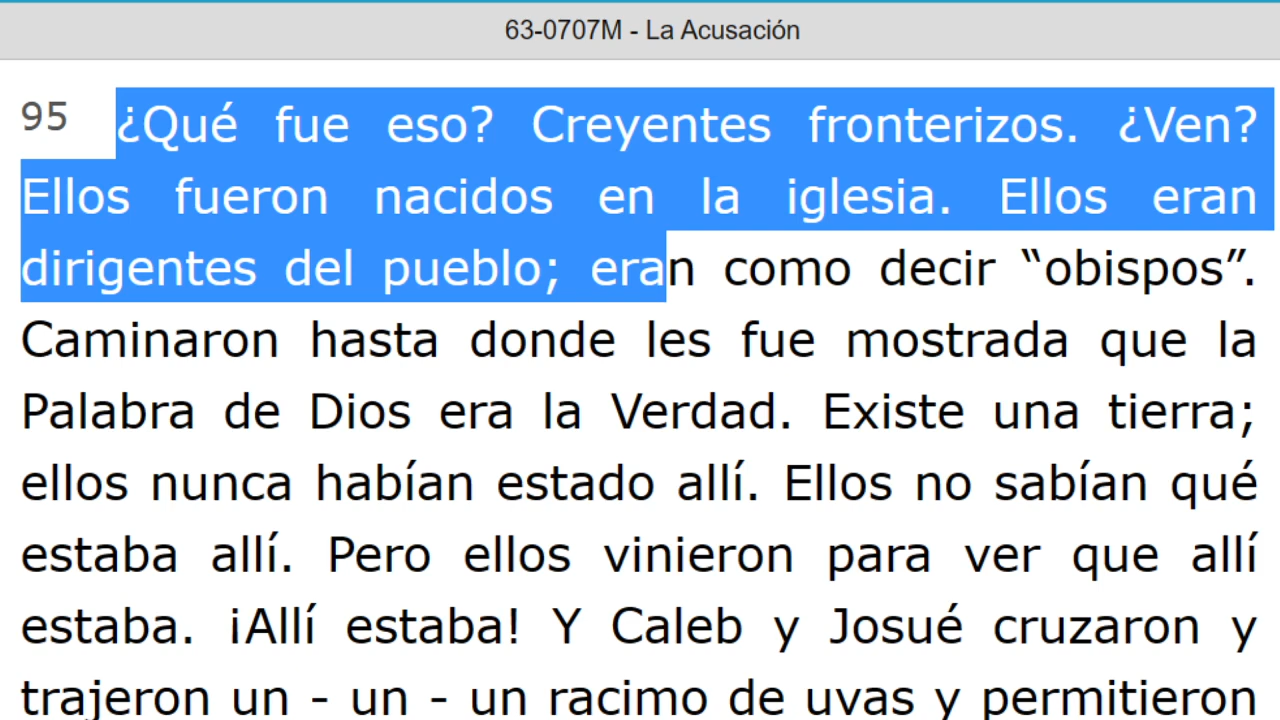 63-0707M - La Acusación
95 ¿Qué fue eso? Creyentes fronterizos. ¿Ven?
Ellos fueron nacidos en la iglesia. Ellos eran
dirigentes del pueblo; eran como decir “obispos”.
Caminaron hasta donde les fue mostrada que la
Palabra de Dios era la Verdad. Existe una tierra;
ellos nunca habían estado allí. Ellos no sabían qué
estaba allí. Pero ellos vinieron para ver que allí
estaba. ¡Allí estaba! Y Caleb y Josué cruzaron y
trajeron un - un - un racimo de uvas y permitieron